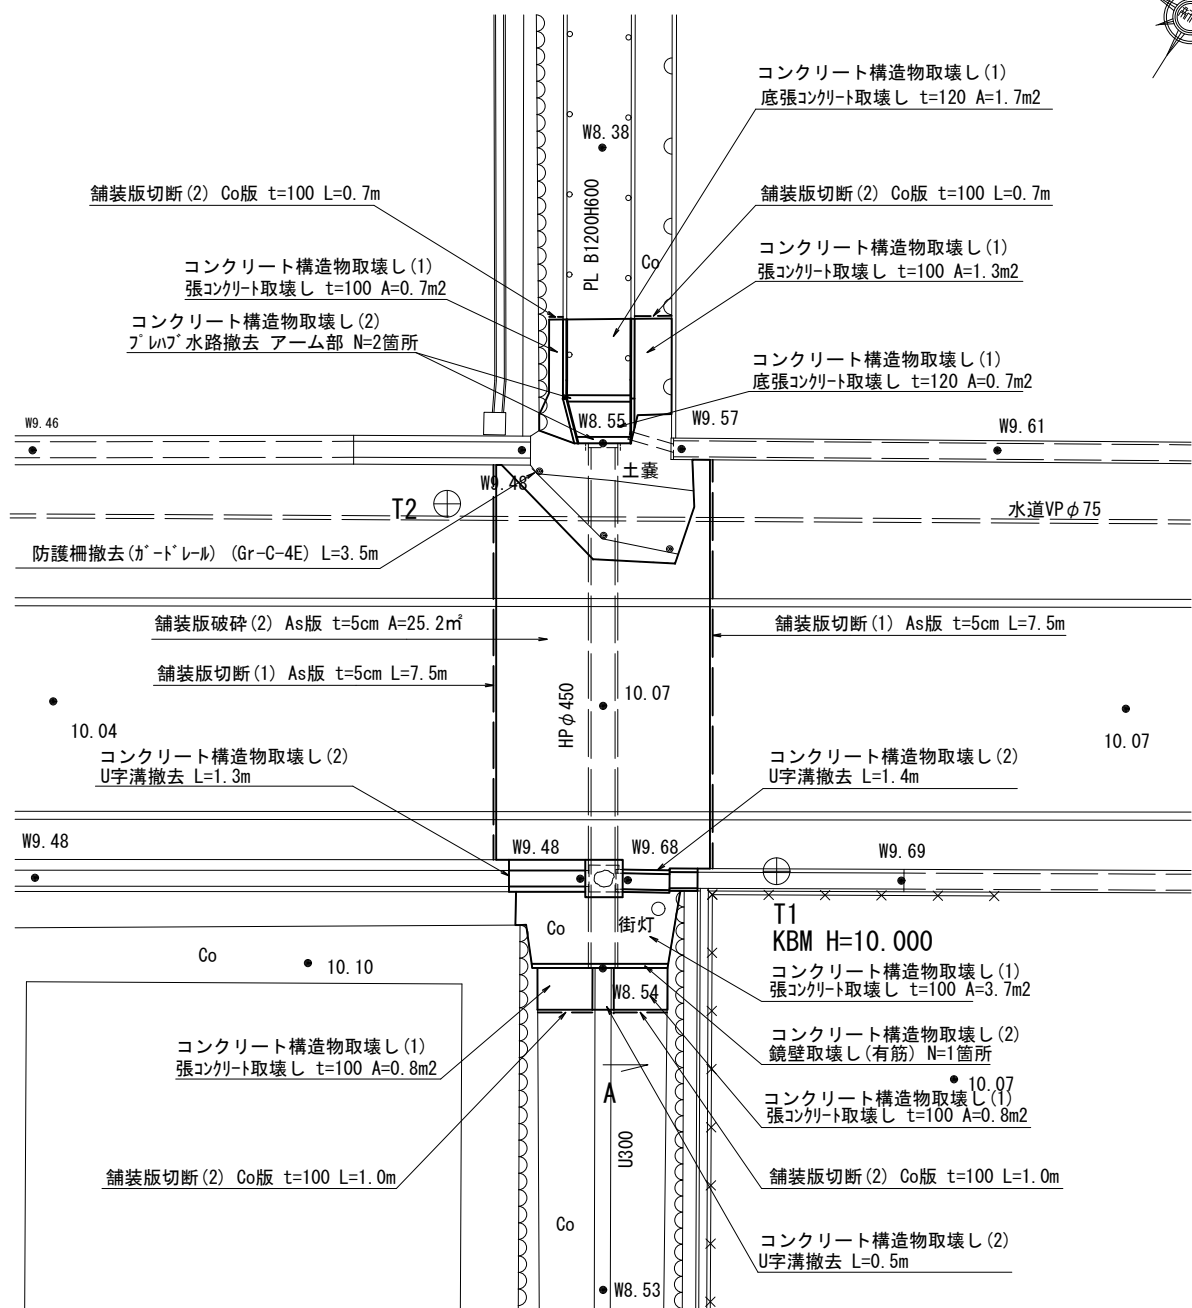 コンクリート構造物取壊し(1)
底張コンクリート取壊し t=120 A=1.7m2
W8.38
舗装版切断(2) Co版 t=100 L=0.7m
舗装版切断(2) Co版 t=100 L=0.7m
PL B1200H600
Co
コンクリート構造物取壊し(1)
張コンクリート取壊し t=100 A=0.7m2
コンクリート構造物取壊し(1)
張コンクリート取壊し t=100 A=1.3m2
コンクリート構造物取壊し(2)
プレハブ水路撤去 アーム部 N=2箇所
コンクリート構造物取壊し(1)
底張コンクリート取壊し t=120 A=0.7m2
W9.46
W8.55
W9.57
W9.61
土嚢
W9.48
T2
水道VPφ75
防護柵撤去(ガードレール) (Gr-C-4E) L=3.5m
舗装版破砕(2) As版 t=5cm A=25.2㎡
舗装版切断(1) As版 t=5cm L=7.5m
舗装版切断(1) As版 t=5cm L=7.5m
HPφ450
10.07
10.04
10.07
コンクリート構造物取壊し(2)
U字溝撤去 L=1.3m
コンクリート構造物取壊し(2)
U字溝撤去 L=1.4m
W9.48
W9.48
W9.68
W9.69
T1
KBM H=10.000
Co
街灯
Co
10.10
コンクリート構造物取壊し(1)
張コンクリート取壊し t=100 A=3.7m2
W8.54
コンクリート構造物取壊し(2)
鏡壁取壊し(有筋) N=1箇所
コンクリート構造物取壊し(1)
張コンクリート取壊し t=100 A=0.8m2
10.07
コンクリート構造物取壊し(1)
張コンクリート取壊し t=100 A=0.8m2
A
U300
舗装版切断(2) Co版 t=100 L=1.0m
舗装版切断(2) Co版 t=100 L=1.0m
Co
コンクリート構造物取壊し(2)
U字溝撤去 L=0.5m
W8.53